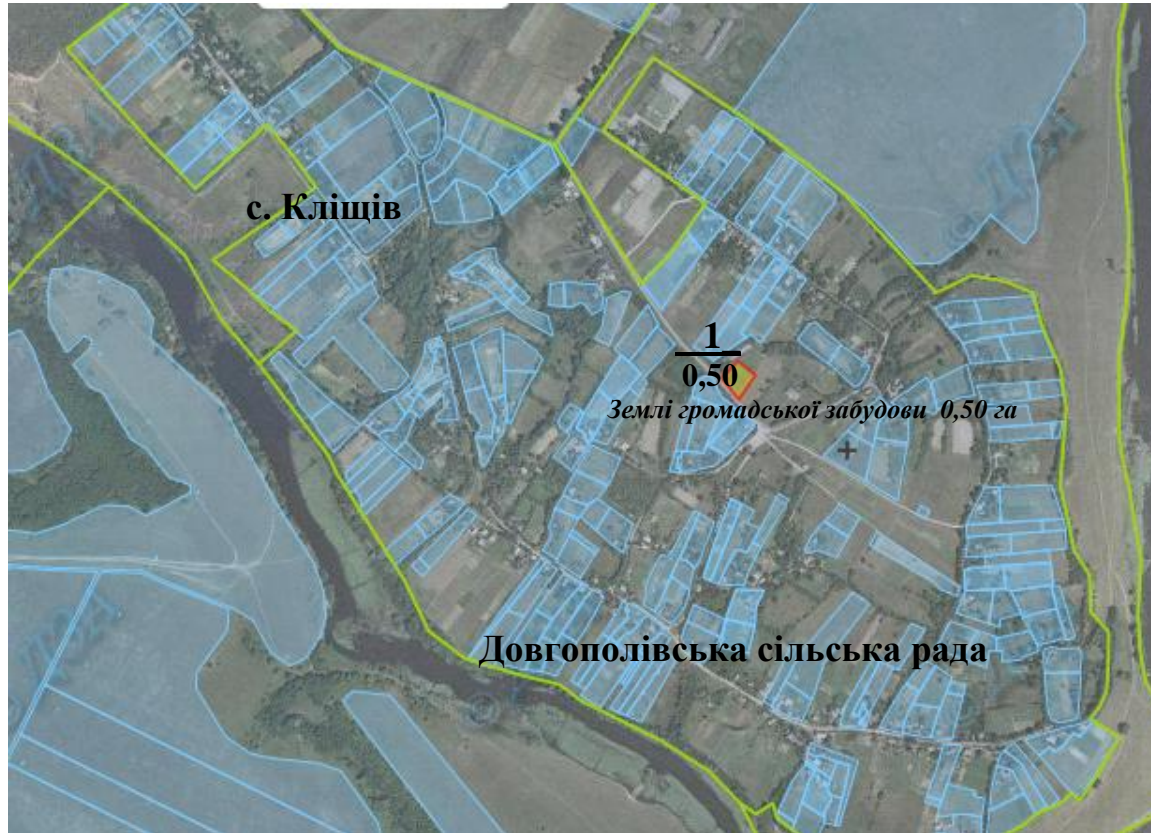 с. Кліщів
1
0,50
Землі громадської забудови 0,50 га
Довгополівська сільська рада